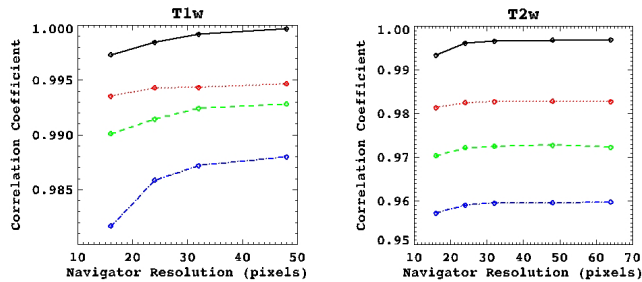 T1w
Correlation Coefficient
1.000
0.995
0.990
0.985
10 20 30 40 50
Navigator Resolution (pixels)
T2w
Correlation Coefficient
1.00
0.99
0.98
0.97
0.96
0.95
10 20 30 40 50 60 70
Navigator Resolution (pixels)